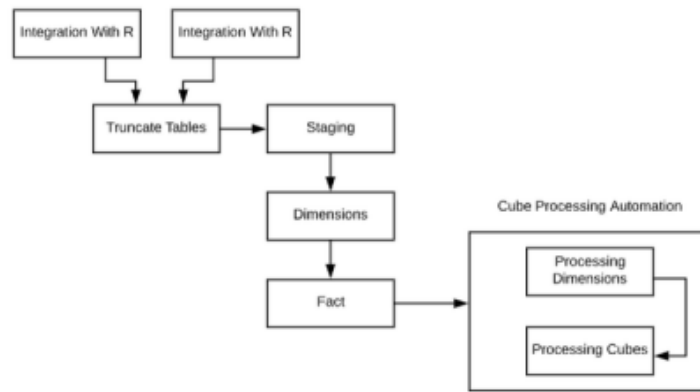 Integration With R
Integration With R
Truncate Tables
Staging
Dimensions
Cube Processing Automation
Processing
Dimensions
Fact
Processing Cubes